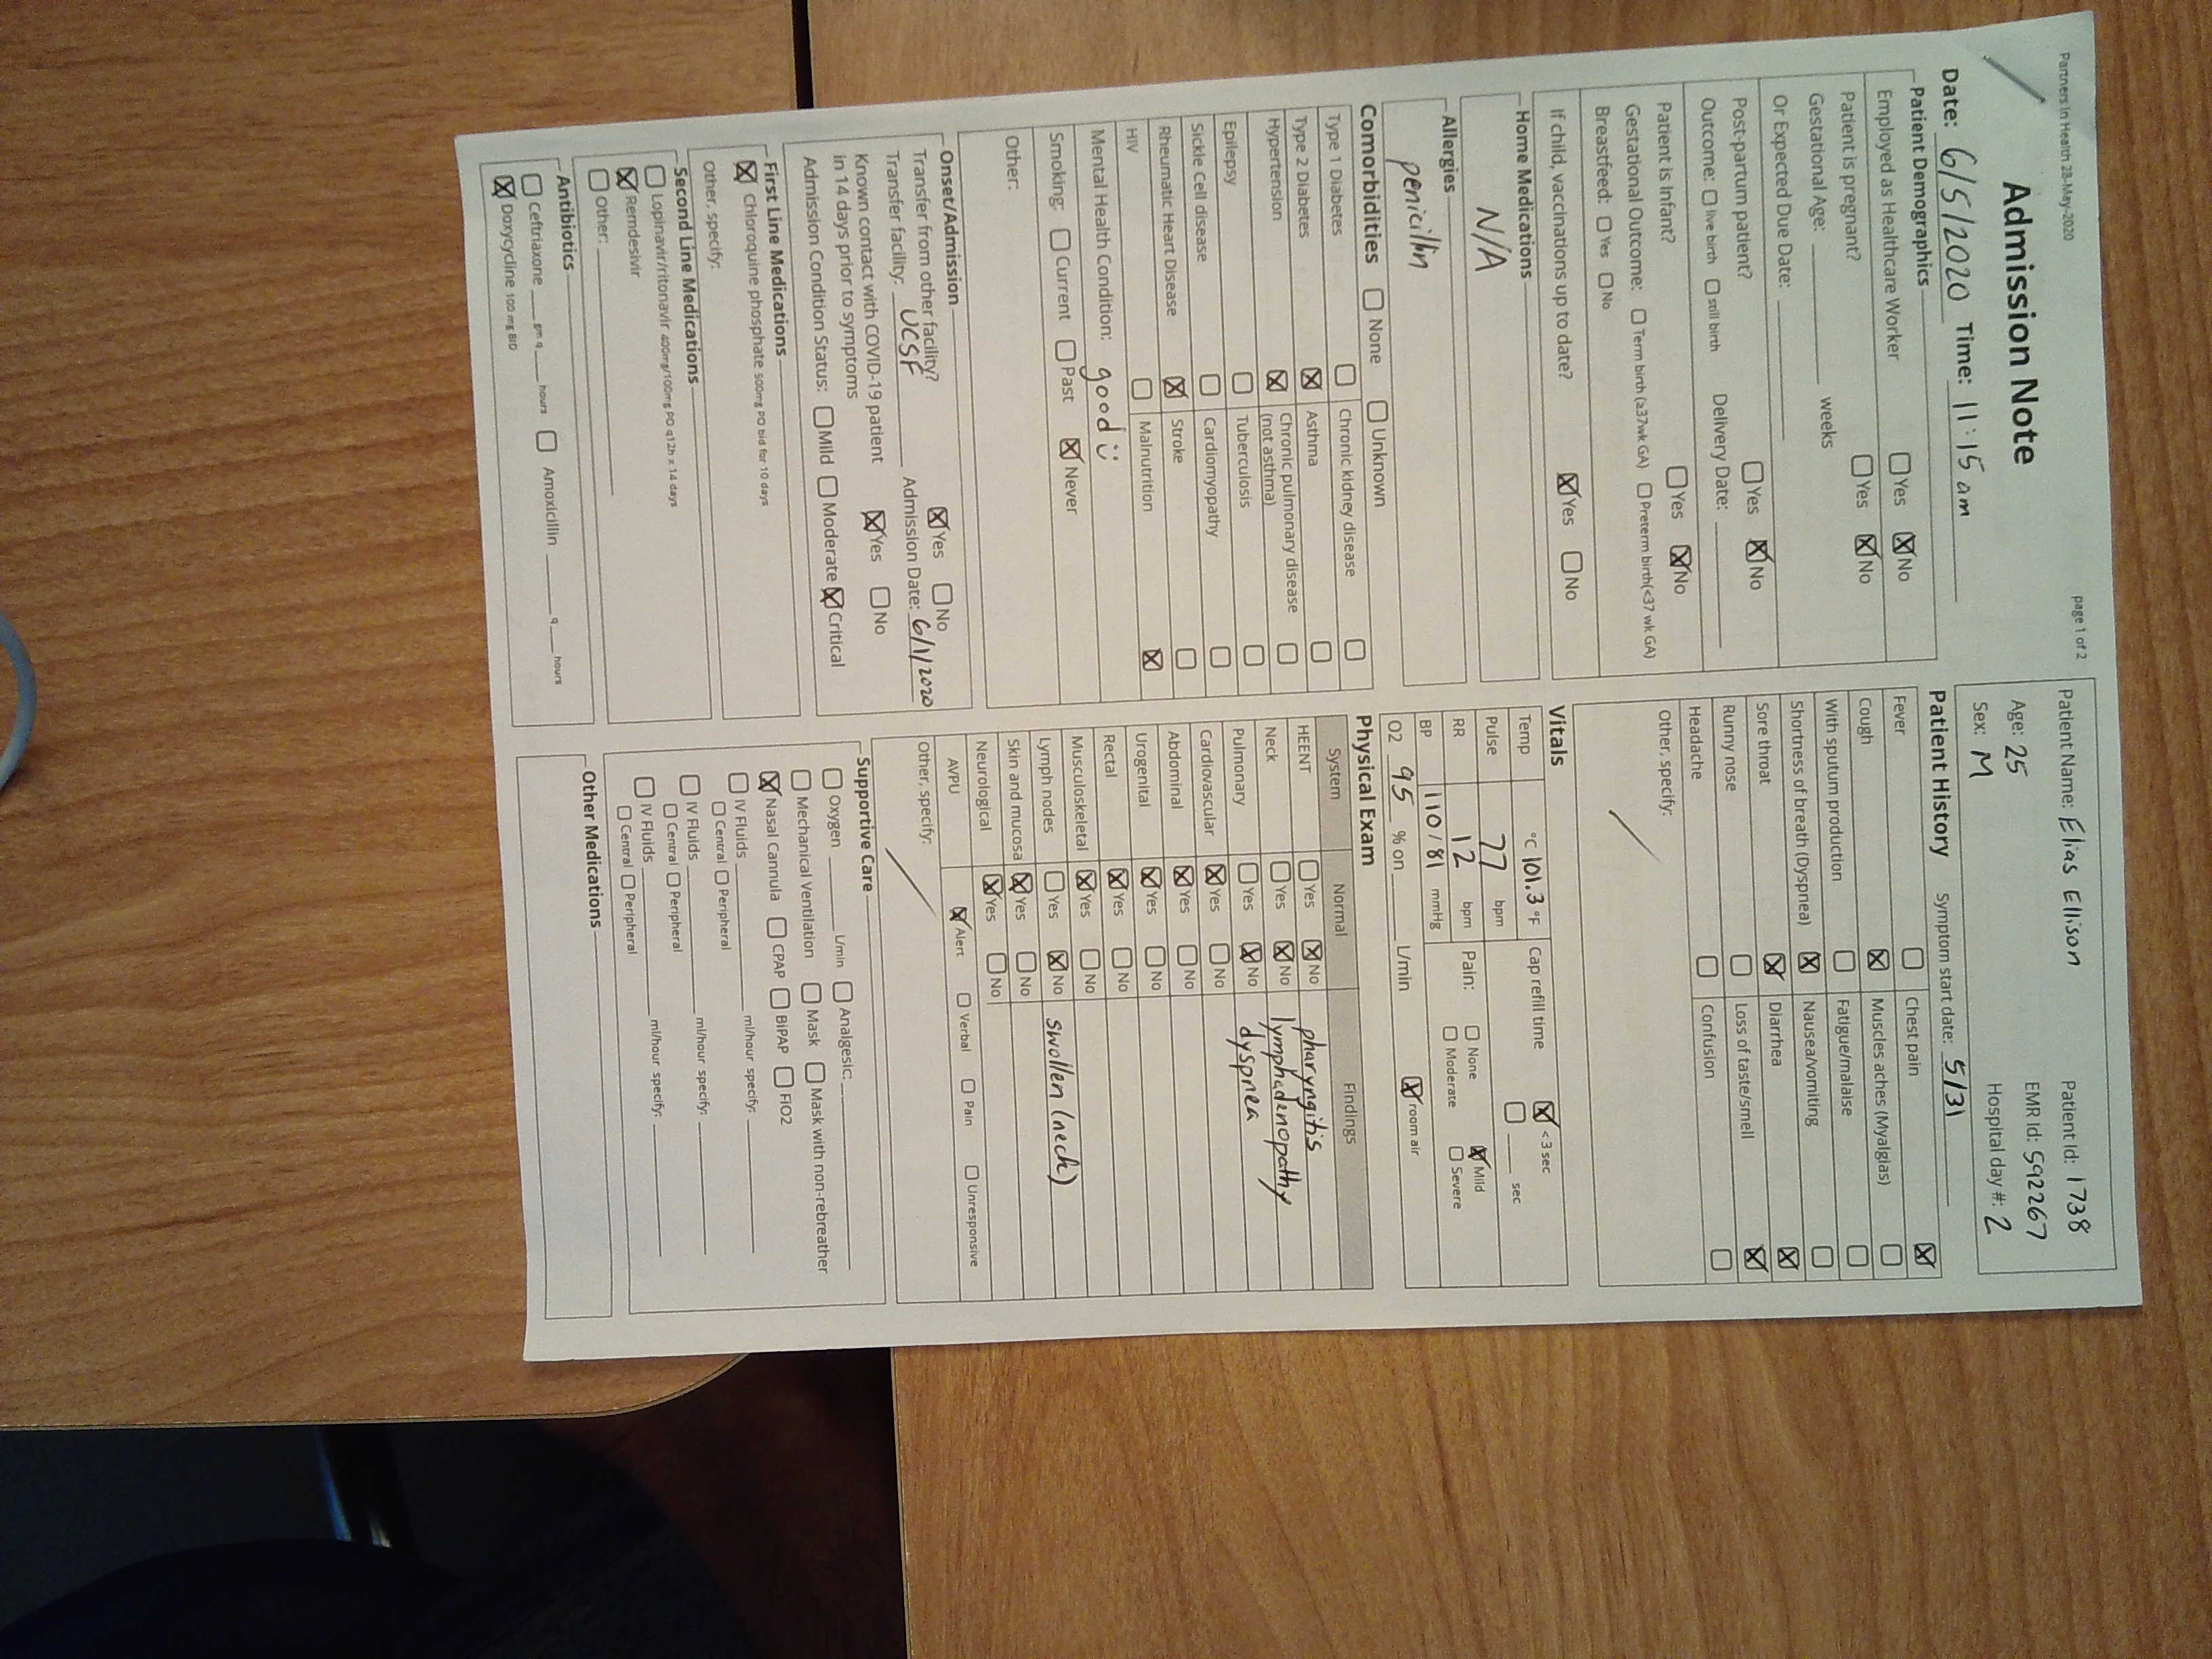 Partners In Health 28-May-2020
page 1 of 2
Admission Note
Date: 6/5/2020 Time: 11:15 am
Patient Name: Elias Ellison
Patient Id: 1738
Age: 25
EMR Id: 592267
Sex: M
Hospital day #: 2
Patient Demographics
Employed as Healthcare Worker ☐ Yes ☒ No
Patient is pregnant? ☐ Yes ☒ No
Gestational Age: ______ weeks
Or Expected Due Date: ______
Post-partum patient? ☐ Yes ☒ No
Outcome: ☐ live birth ☐ still birth Delivery Date: ______
Patient is Infant? ☐ Yes ☒ No
Gestational Outcome: ☐ Term birth (≥37wk GA) ☐ Preterm birth(<37 wk GA)
Breastfeed: ☐ Yes ☐ No
If child, vaccinations up to date? ☒ Yes ☐ No
Home Medications
N/A
Allergies
penicillin
Comorbidities ☐ None ☐ Unknown
Type 1 Diabetes ☐ Chronic kidney disease ☐
Type 2 Diabetes ☒ Asthma ☐
Hypertension ☒ Chronic pulmonary disease ☐
(not asthma)
Epilepsy ☐ Tuberculosis ☐
Sickle Cell disease ☐ Cardiomyopathy ☐
Rheumatic Heart Disease ☒ Stroke ☐
HIV ☐ Malnutrition ☒
Mental Health Condition: good :)
Smoking: ☐ Current ☐ Past ☒ Never
Other:
Onset/Admission
Transfer from other facility? ☒ Yes ☐ No
Transfer facility: UCSF Admission Date: 6/1/2020
Known contact with COVID-19 patient
in 14 days prior to symptoms ☒ Yes ☐ No
Admission Condition Status: ☐ Mild ☐ Moderate ☒ Critical
First Line Medications
☒ Chloroquine phosphate 500mg PO bid for 10 days
Other, specify:
Second Line Medications
☐ Lopinavir/ritonavir 400mg/100mg PO q12h x 14 days
☒ Remdesivir
☐ Other: ______
Antibiotics
☐ Ceftriaxone ___ gm q ___ hours ☐ Amoxicillin ______ q ___ hours
☒ Doxycycline 100 mg BID
Patient History Symptom start date: 5/31
Fever ☐ Chest pain ☒
Cough ☒ Muscles aches (Myalgias) ☐
With sputum production ☐ Fatigue/malaise ☐
Shortness of breath (Dyspnea) ☒ Nausea/vomiting ☐
Sore throat ☒ Diarrhea ☒
Runny nose ☐ Loss of taste/smell ☒
Headache ☐ Confusion ☐
Other, specify:
Vitals
Temp °C 101.3 °F Cap refill time ☒ <3 sec
☐ ___ sec
Pulse 77 bpm
RR 12 bpm
Pain: ☐ None ☒ Mild
☐ Moderate ☐ Severe
BP 110/81 mmHg
O2 95 % on ______ L/min ☒ room air
Physical Exam
System Normal Findings
HEENT ☐ Yes ☒ No pharyngitis
Neck ☐ Yes ☒ No lymphadenopathy
Pulmonary ☐ Yes ☒ No dyspnea
Cardiovascular ☒ Yes ☐ No
Abdominal ☒ Yes ☐ No
Urogenital ☒ Yes ☐ No
Rectal ☒ Yes ☐ No
Musculoskeletal ☒ Yes ☐ No
Lymph nodes ☐ Yes ☒ No swollen (neck)
Skin and mucosa ☒ Yes ☐ No
Neurological ☒ Yes ☐ No
AVPU ☒ Alert ☐ Verbal ☐ Pain ☐ Unresponsive
Other, specify:
Supportive Care
☐ Oxygen ______ L/min ☐ Analgesic: ______
☐ Mechanical Ventilation ☐ Mask ☐ Mask with non-rebreather
☒ Nasal Cannula ☐ CPAP ☐ BiPAP ☐ FiO2
☐ IV Fluids ______ ml/hour specify: ______
☐ Central ☐ Peripheral
☐ IV Fluids ______ ml/hour specify: ______
☐ Central ☐ Peripheral
☐ IV Fluids ______ ml/hour specify: ______
☐ Central ☐ Peripheral
Other Medications